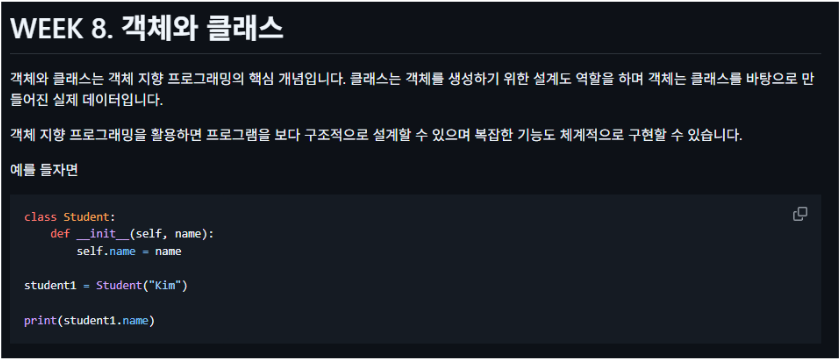 WEEK 8. 객체와 클래스
객체와 클래스는 객체 지향 프로그래밍의 핵심 개념입니다. 클래스는 객체를 생성하기 위한 설계도 역할을 하며 객체는 클래스를 바탕으로 만
들어진 실제 데이터입니다.
객체 지향 프로그래밍을 활용하면 프로그램을 보다 구조적으로 설계할 수 있으며 복잡한 기능도 체계적으로 구현할 수 있습니다.
예를 들자면
class Student:
    def __init__(self, name):
        self.name = name
student1 = Student("Kim")
print(student1.name)